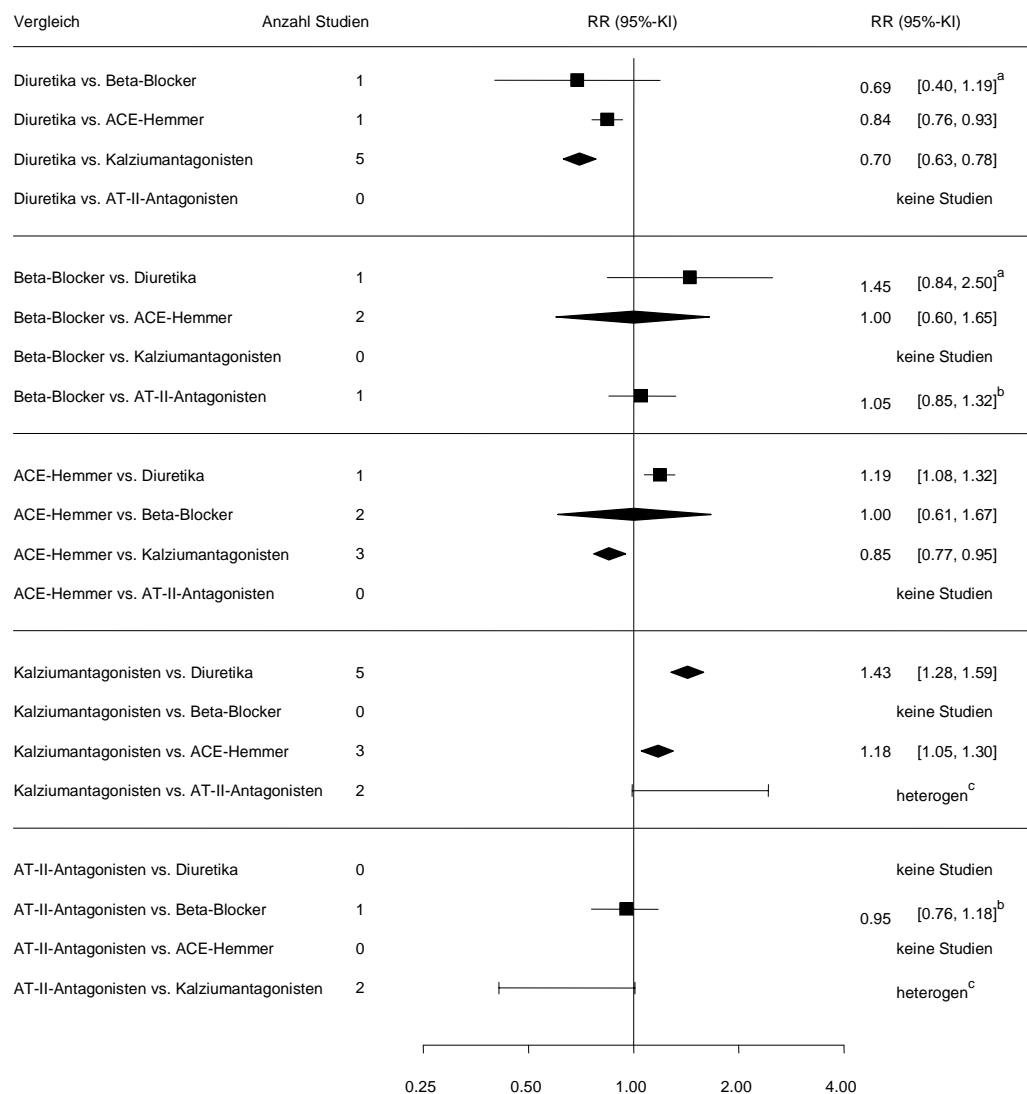 Vergleich Anzahl Studien RR (95%-KI) RR (95%-KI)
Diuretika vs. Beta-Blocker 1 0.69 [0.40, 1.19]a
Diuretika vs. ACE-Hemmer 1 0.84 [0.76, 0.93]
Diuretika vs. Kalziumantagonisten 5 0.70 [0.63, 0.78]
Diuretika vs. AT-II-Antagonisten 0 keine Studien
Beta-Blocker vs. Diuretika 1 1.45 [0.84, 2.50]a
Beta-Blocker vs. ACE-Hemmer 2 1.00 [0.60, 1.65]
Beta-Blocker vs. Kalziumantagonisten 0 keine Studien
Beta-Blocker vs. AT-II-Antagonisten 1 1.05 [0.85, 1.32]b
ACE-Hemmer vs. Diuretika 1 1.19 [1.08, 1.32]
ACE-Hemmer vs. Beta-Blocker 2 1.00 [0.61, 1.67]
ACE-Hemmer vs. Kalziumantagonisten 3 0.85 [0.77, 0.95]
ACE-Hemmer vs. AT-II-Antagonisten 0 keine Studien
Kalziumantagonisten vs. Diuretika 5 1.43 [1.28, 1.59]
Kalziumantagonisten vs. Beta-Blocker 0 keine Studien
Kalziumantagonisten vs. ACE-Hemmer 3 1.18 [1.05, 1.30]
Kalziumantagonisten vs. AT-II-Antagonisten 2 heterogenc
AT-II-Antagonisten vs. Diuretika 0 keine Studien
AT-II-Antagonisten vs. Beta-Blocker 1 0.95 [0.76, 1.18]b
AT-II-Antagonisten vs. ACE-Hemmer 0 keine Studien
AT-II-Antagonisten vs. Kalziumantagonisten 2 heterogenc
0.25 0.50 1.00 2.00 4.00